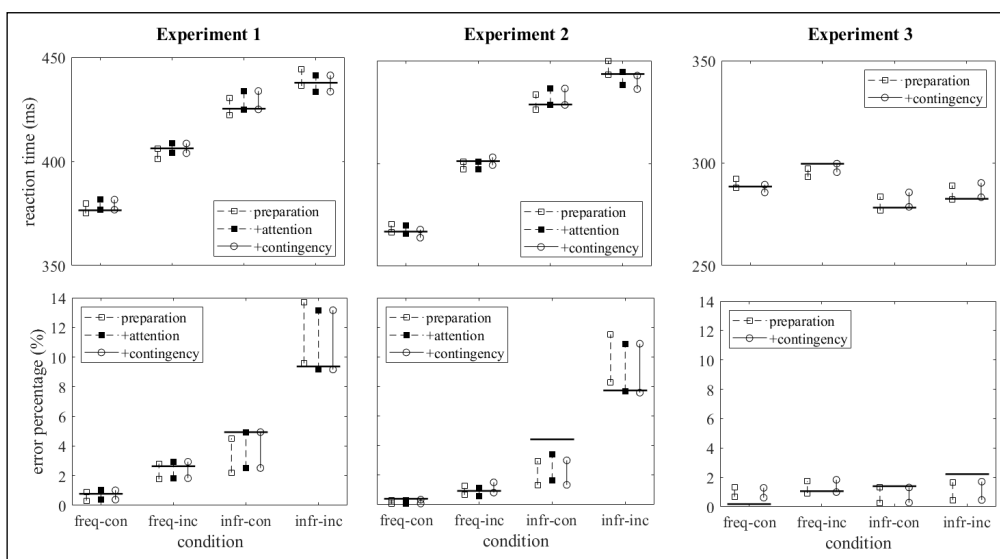 Experiment 1
Experiment 2
Experiment 3
reaction time (ms)
450
400
350
preparation
+attention
+contingency
preparation
+attention
+contingency
350
300
250
preparation
+contingency
error percentage (%)
14
12
10
8
6
4
2
0
preparation
+attention
+contingency
freq-con freq-inc infr-con infr-inc
condition
preparation
+attention
+contingency
freq-con freq-inc infr-con infr-inc
condition
14
12
10
8
6
4
2
0
preparation
+contingency
freq-con freq-inc infr-con infr-inc
condition